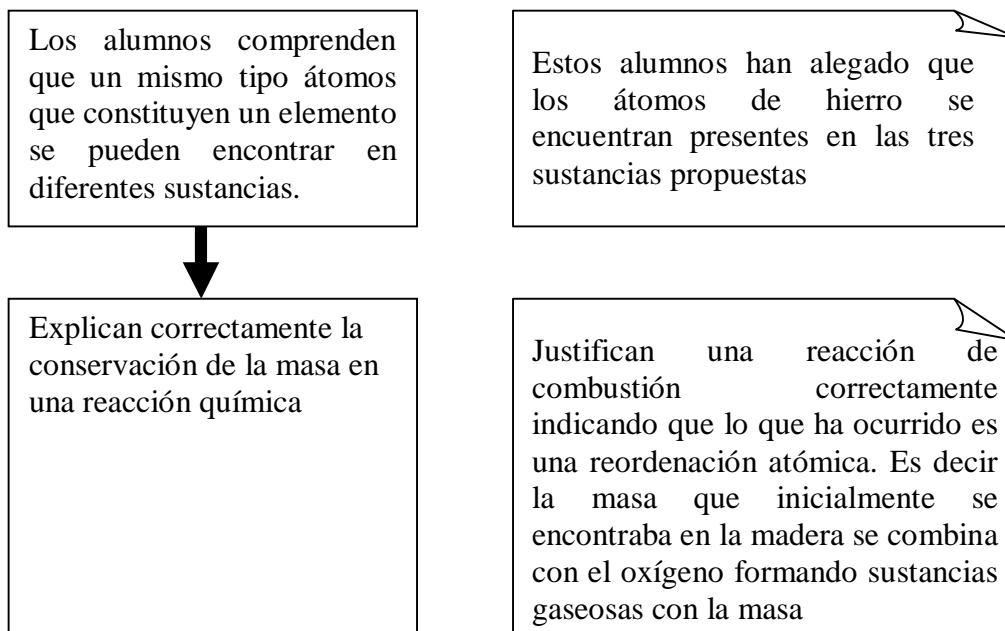 Los alumnos comprenden
que un mismo tipo átomos
que constituyen un elemento
se pueden encontrar en
diferentes sustancias.
Estos alumnos han alegado que
los átomos de hierro se
encuentran presentes en las tres
sustancias propuestas
Explican correctamente la
conservación de la masa en
una reacción química
Justifican una reacción de
combustión correctamente
indicando que lo que ha ocurrido es
una reordenación atómica. Es decir
la masa que inicialmente se
encontraba en la madera se combina
con el oxígeno formando sustancias
gaseosas con la masa